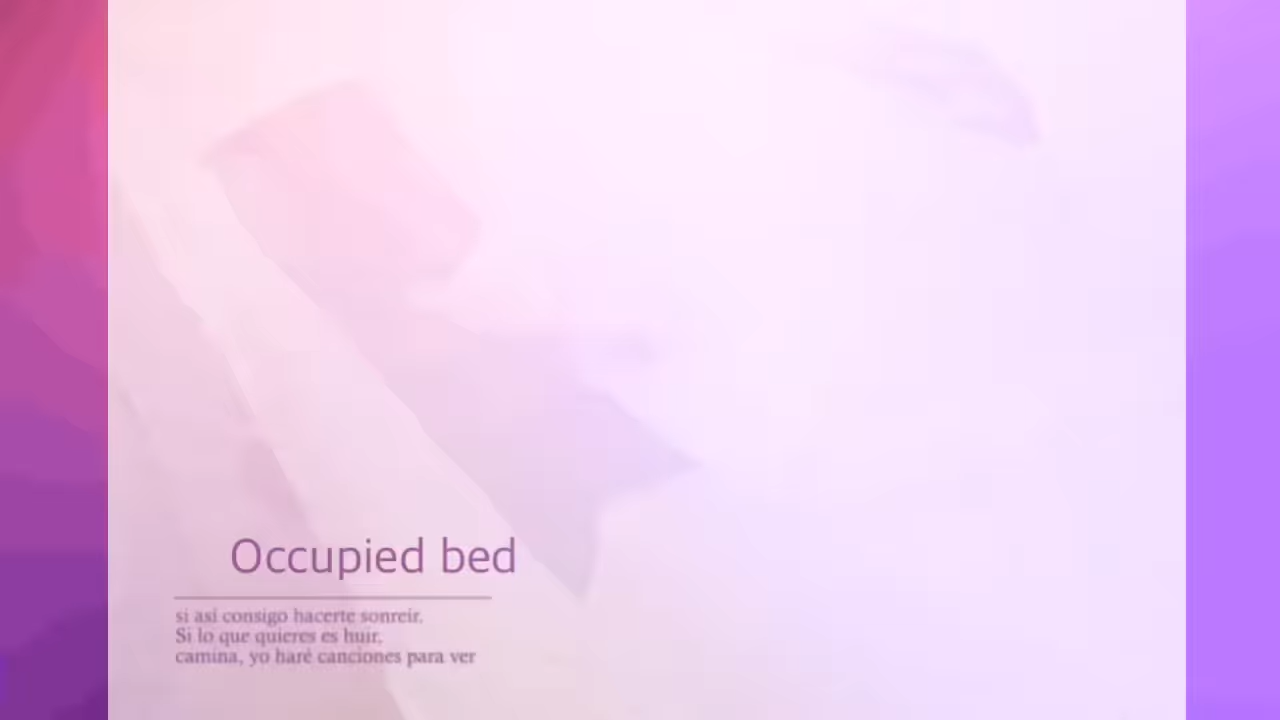 Occupied bed
si así consigo hacerte sonreír.
Si lo que quieres es huir,
camina, yo haré canciones para ver